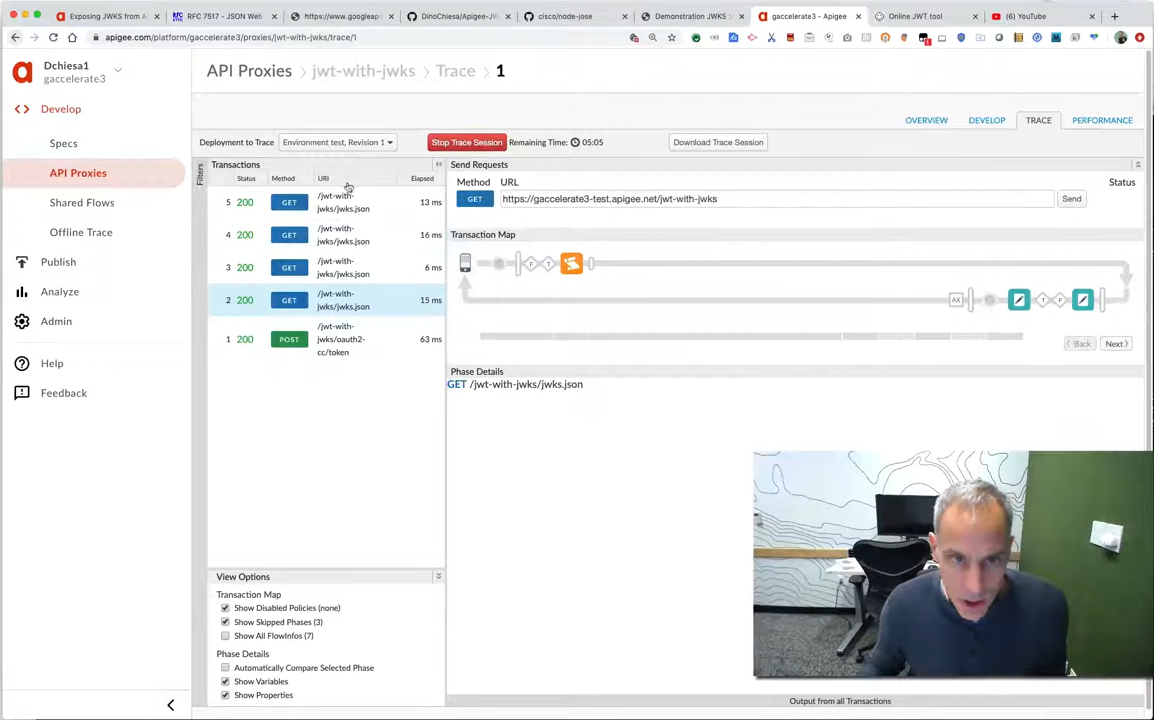 Exposing JWKS from A
RFC 7517 - JSON Web
https://www.googleap
DinoChiesa/Apigee-JW
cisco/node-jose
Demonstration JWKS
gaccelerate3 - Apigee
Online JWT tool
(6) YouTube
apigee.com/platform/gaccelerate3/proxies/jwt-with-jwks/trace/1
Dchiesa1
gaccelerate3
API Proxies > jwt-with-jwks > Trace > 1
Develop
OVERVIEW DEVELOP TRACE PERFORMANCE
Specs
API Proxies
Shared Flows
Offline Trace
Publish
Analyze
Admin
Help
Feedback
Deployment to Trace Environment test, Revision 1 Stop Trace Session Remaining Time: 05:05 Download Trace Session
Filters
Transactions
Status Method URI Elapsed
5 200 GET /jwt-with-
jwks/jwks.json 13 ms
4 200 GET /jwt-with-
jwks/jwks.json 16 ms
3 200 GET /jwt-with-
jwks/jwks.json 6 ms
2 200 GET /jwt-with-
jwks/jwks.json 15 ms
1 200 POST /jwt-with-
jwks/oauth2-
cc/token 63 ms
Send Requests
Method URL Status
GET https://gaccelerate3-test.apigee.net/jwt-with-jwks Send
Transaction Map
F T
AX T F
Back Next
Phase Details
GET /jwt-with-jwks/jwks.json
View Options
Transaction Map
Show Disabled Policies (none)
Show Skipped Phases (3)
Show All FlowInfos (7)
Phase Details
Automatically Compare Selected Phase
Show Variables
Show Properties
Output from all Transactions